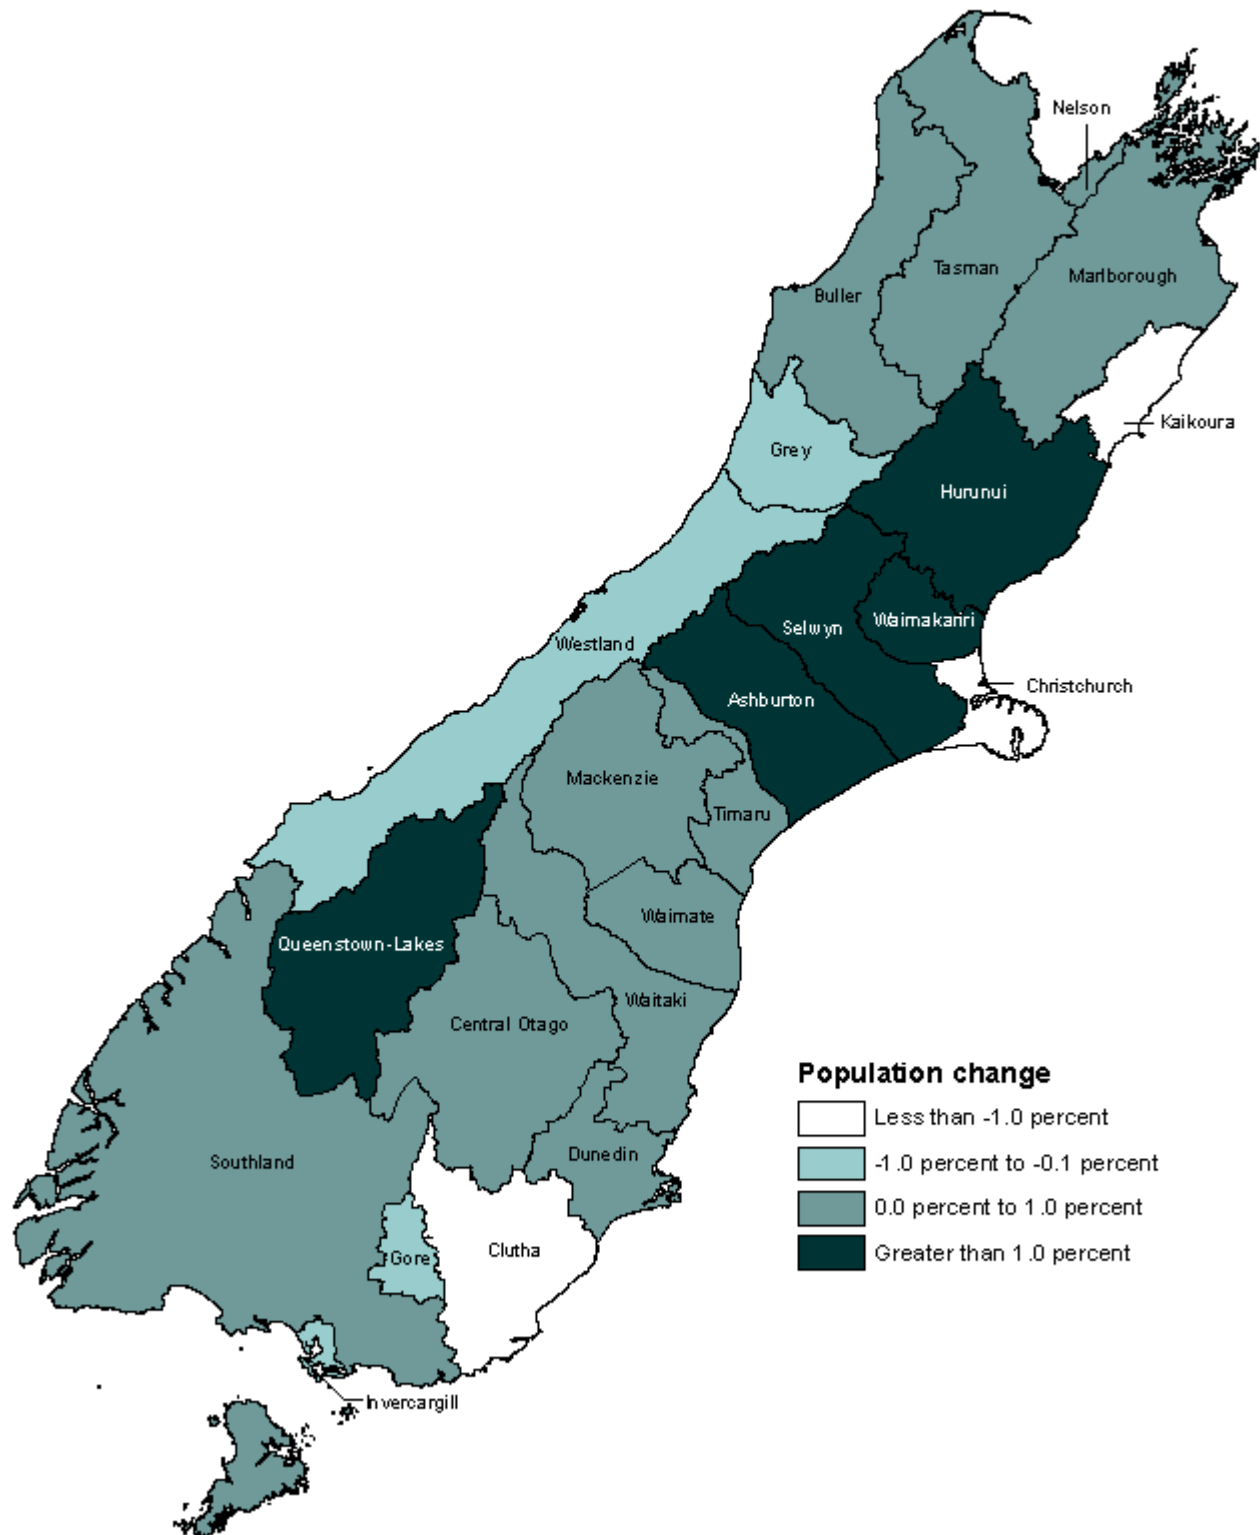 Nelson
Tasman
Marlborough
Buller
Kaikoura
Grey
Hurunui
Waimakariri
Selwyn
Westland
Christchurch
Ashburton
Mackenzie
Timaru
Waimate
Queenstown-Lakes
Waitaki
Central Otago
Population change
Less than -1.0 percent
-1.0 percent to -0.1 percent
0.0 percent to 1.0 percent
Greater than 1.0 percent
Dunedin
Southland
Clutha
Gore
Invercargill